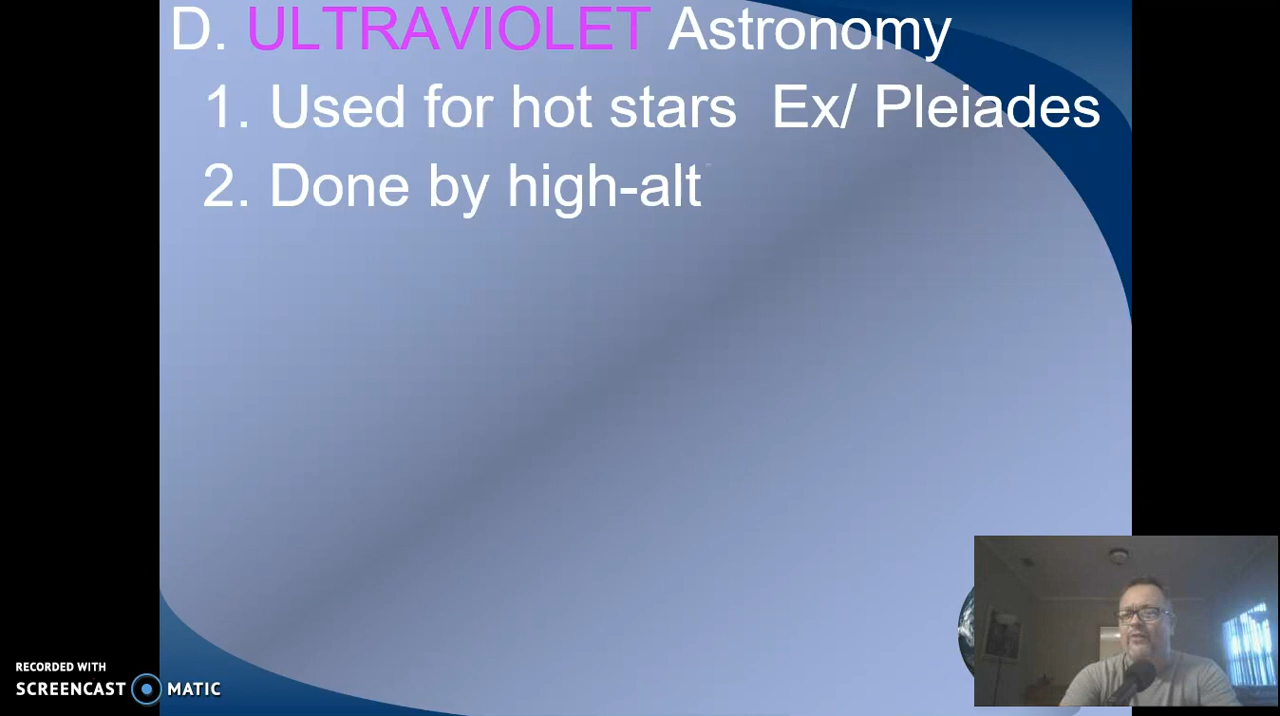 D. ULTRAVIOLET Astronomy
1. Used for hot stars Ex/ Pleiades
2. Done by high-alt
RECORDED WITH
SCREENCAST MATIC